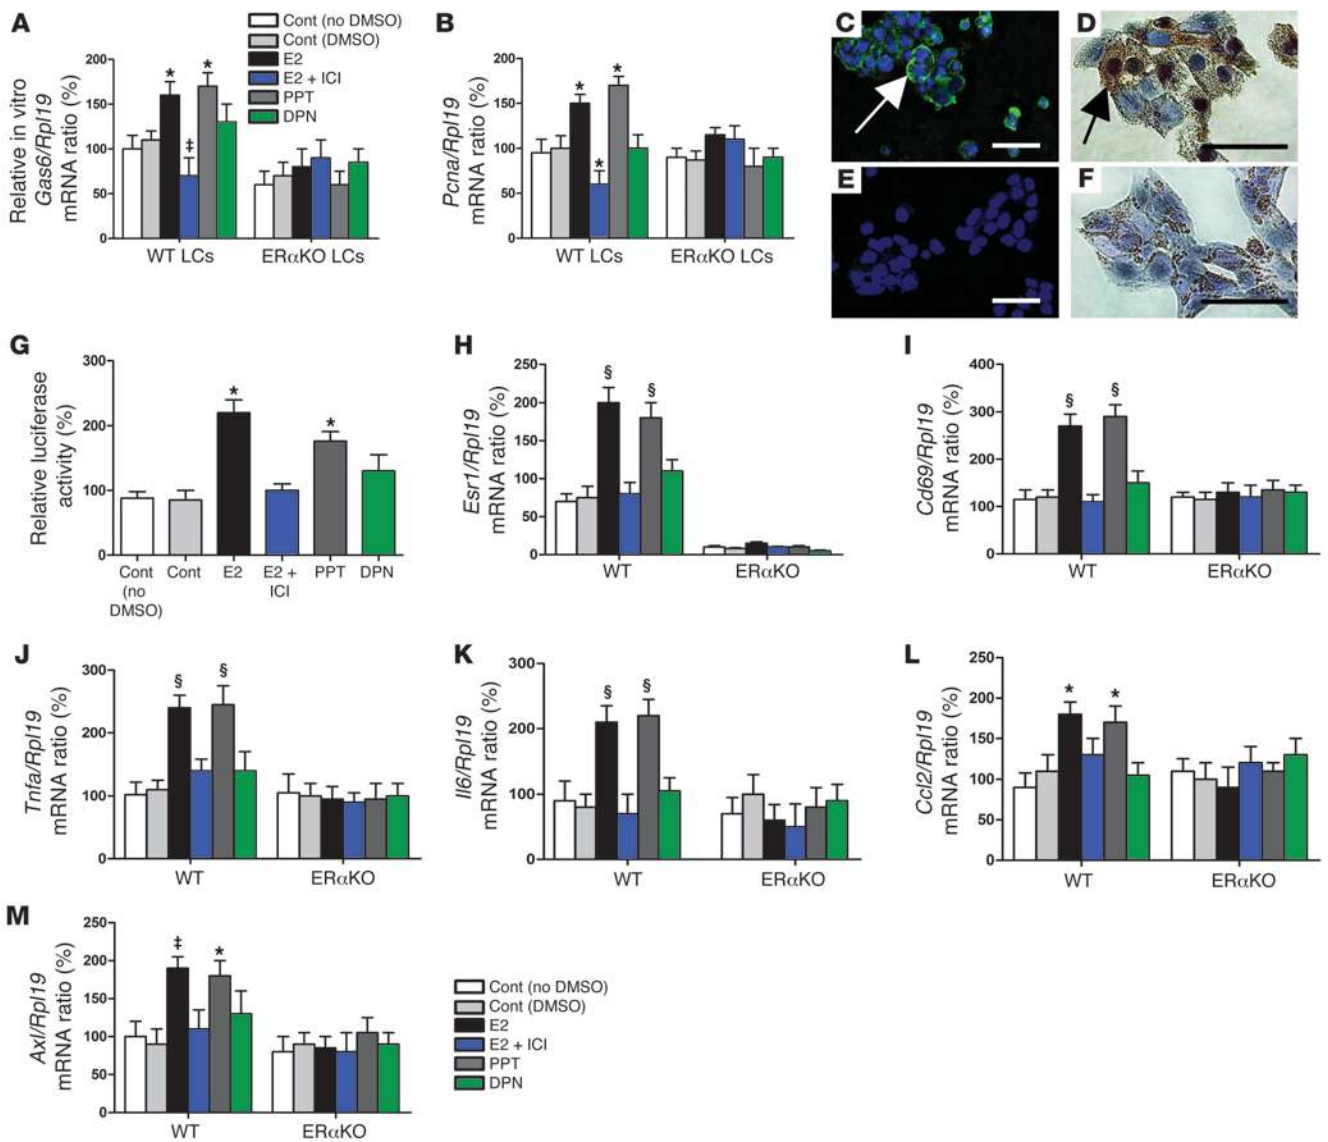 A
Cont (no DMSO)
Cont (DMSO)
E2
E2 + ICI
PPT
DPN
Relative in vitro
Gas6/Rpl19
mRNA ratio (%)
200
150
100
50
0
*
*
‡
WT LCs
ERαKO LCs
B
Pcna/Rpl19
mRNA ratio (%)
200
150
100
50
0
*
*
*
WT LCs
ERαKO LCs
C
D
E
F
G
Relative luciferase
activity (%)
300
200
100
0
*
*
Cont
(no
DMSO)
Cont
E2
E2 +
ICI
PPT
DPN
H
Esr1/Rpl19
mRNA ratio (%)
250
200
150
100
50
0
§
§
WT
ERαKO
I
Cd69/Rpl19
mRNA ratio (%)
400
300
200
100
0
§
§
WT
ERαKO
J
Tnfa/Rpl19
mRNA ratio (%)
300
200
100
0
§
§
WT
ERαKO
K
Il6/Rpl19
mRNA ratio (%)
300
200
100
0
§
§
WT
ERαKO
L
Ccl2/Rpl19
mRNA ratio (%)
250
200
150
100
50
0
*
*
WT
ERαKO
M
Axl/Rpl19
mRNA ratio (%)
250
200
150
100
50
0
‡
*
WT
ERαKO
Cont (no DMSO)
Cont (DMSO)
E2
E2 + ICI
PPT
DPN